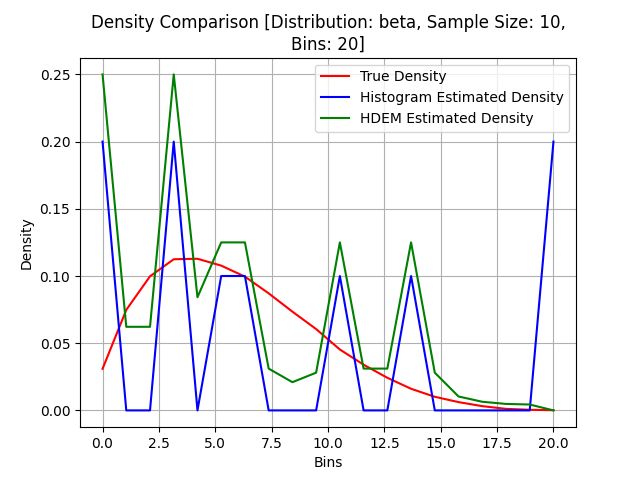 Density Comparison [Distribution: beta, Sample Size: 10,
Bins: 20]
True Density
Histogram Estimated Density
HDEM Estimated Density
Density
0.25
0.20
0.15
0.10
0.05
0.00
0.0 2.5 5.0 7.5 10.0 12.5 15.0 17.5 20.0
Bins